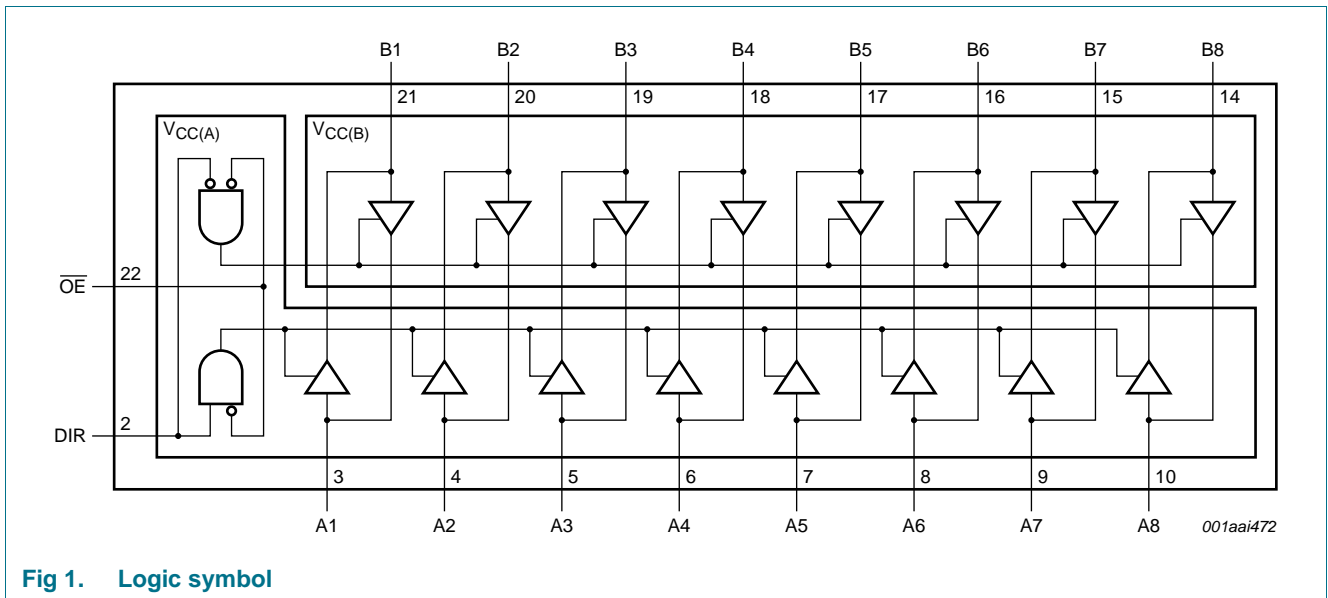 B1 B2 B3 B4 B5 B6 B7 B8
21 20 19 18 17 16 15 14
VCC(A) VCC(B)
22
OE
2
DIR
3 4 5 6 7 8 9 10
A1 A2 A3 A4 A5 A6 A7 A8 001aai472
Fig 1. Logic symbol